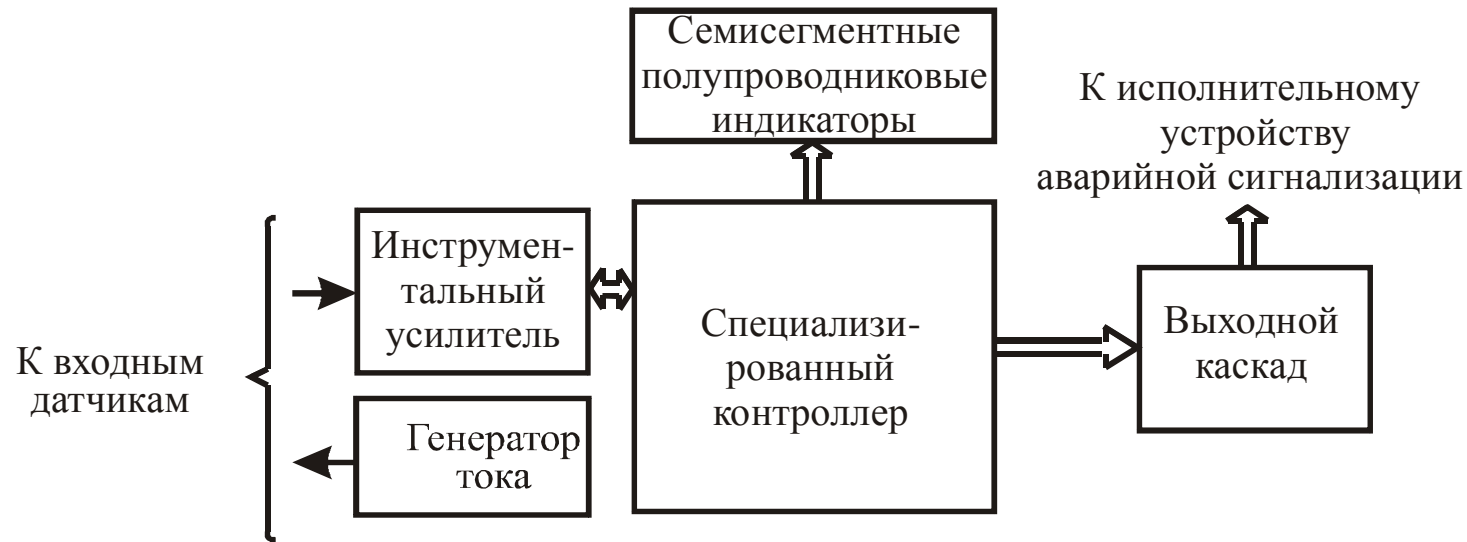 Семисегментные
полупроводниковые
индикаторы
К исполнительному
устройству
аварийной сигнализации
Инструмен-
тальный
усилитель
Специализи-
рованный
контроллер
Выходной
каскад
К входным
датчикам
Генератор
тока